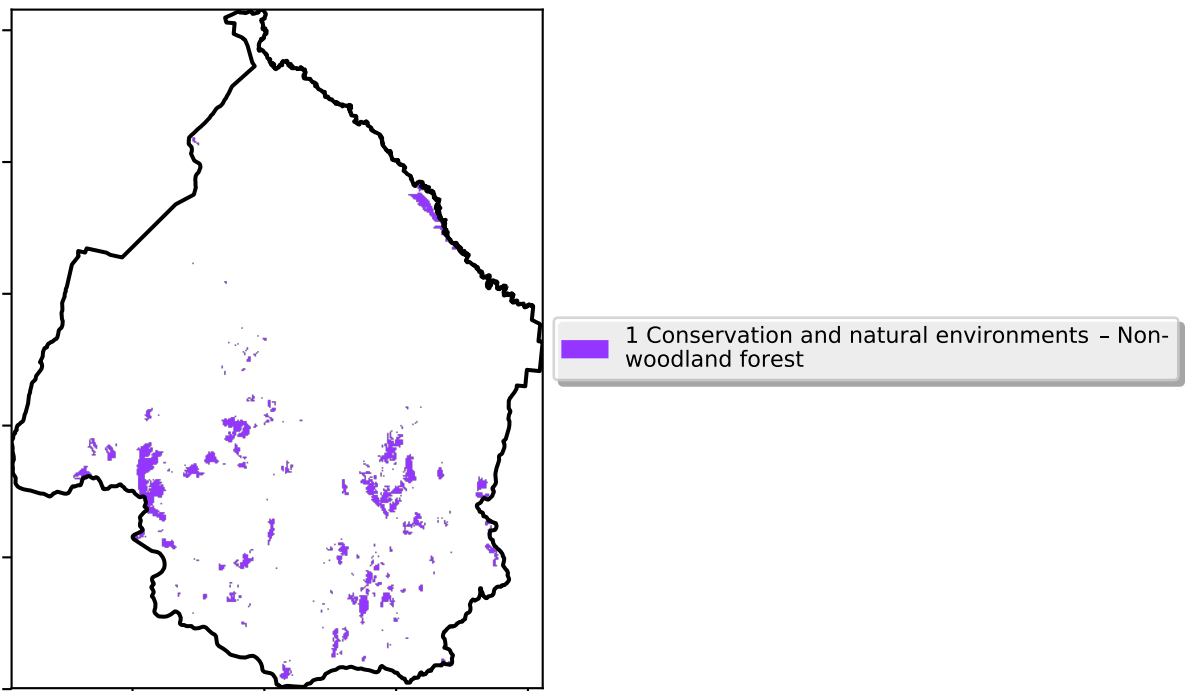 1 Conservation and natural environments – Non-
woodland forest